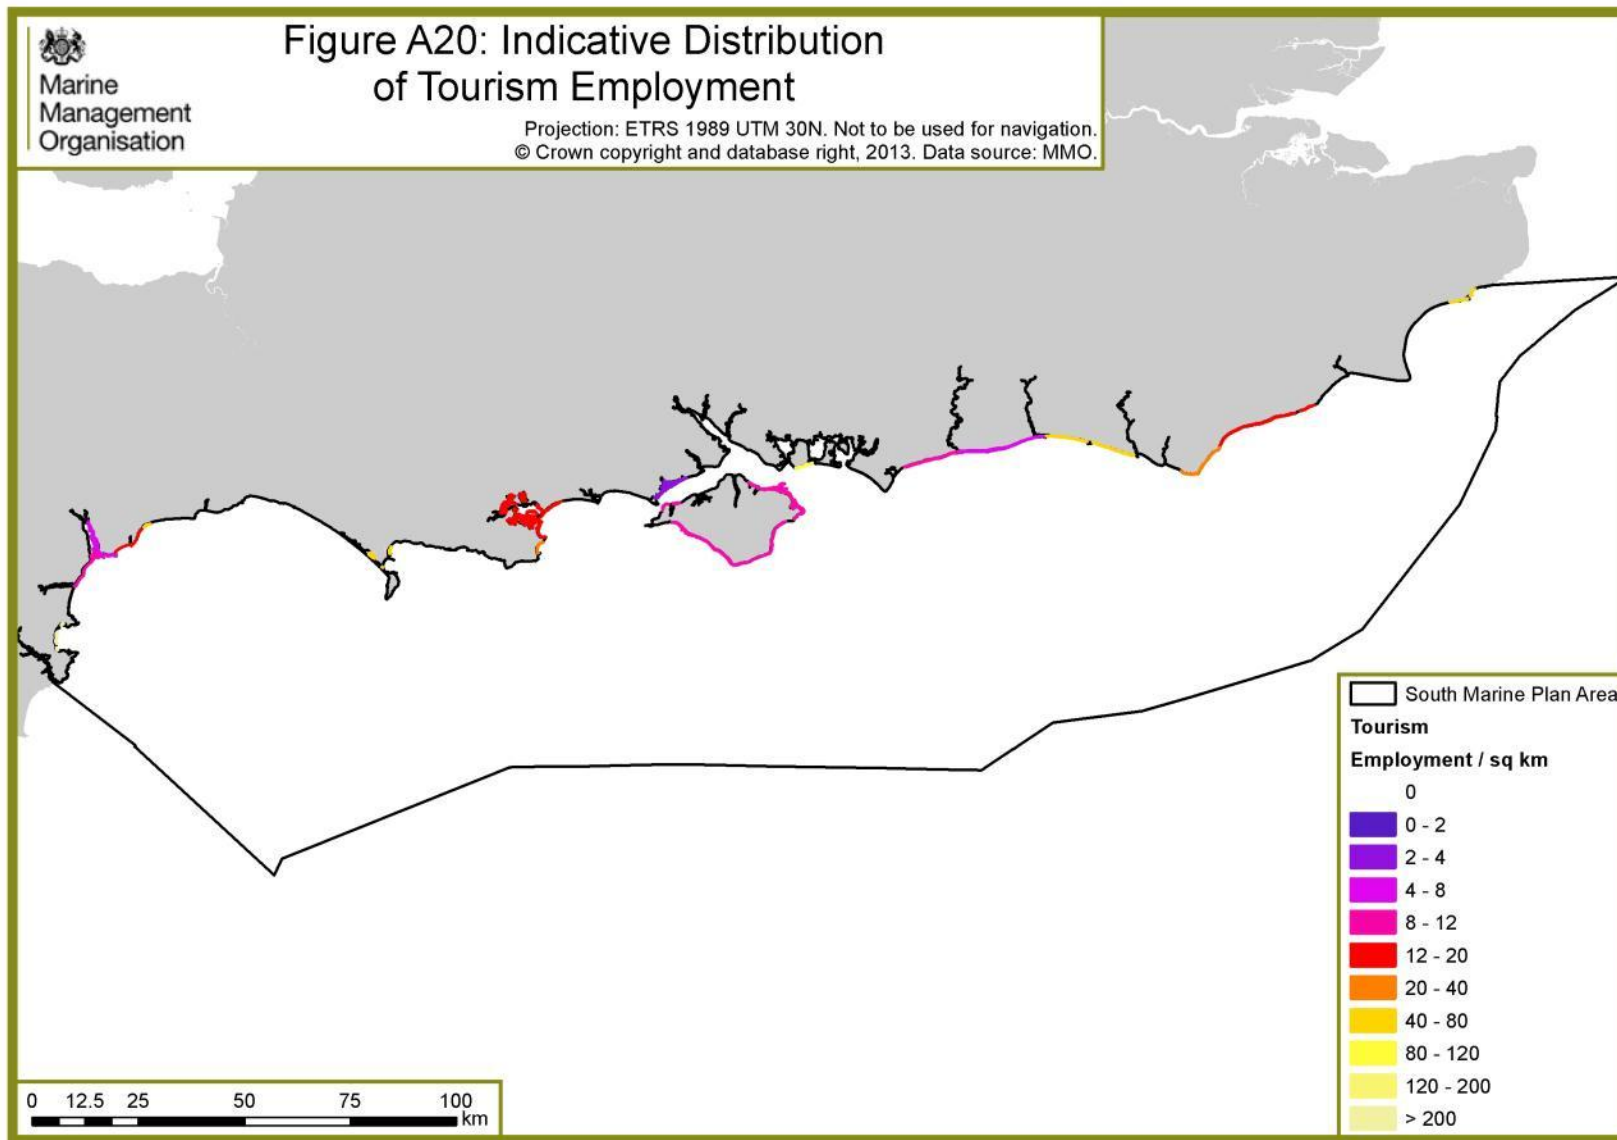 Marine
Management
Organisation
Figure A20: Indicative Distribution
of Tourism Employment
Projection: ETRS 1989 UTM 30N. Not to be used for navigation.
© Crown copyright and database right, 2013. Data source: MMO.
South Marine Plan Area
Tourism
Employment / sq km
0
0 - 2
2 - 4
4 - 8
8 - 12
12 - 20
20 - 40
40 - 80
80 - 120
120 - 200
> 200
0 12.5 25 50 75 100
km